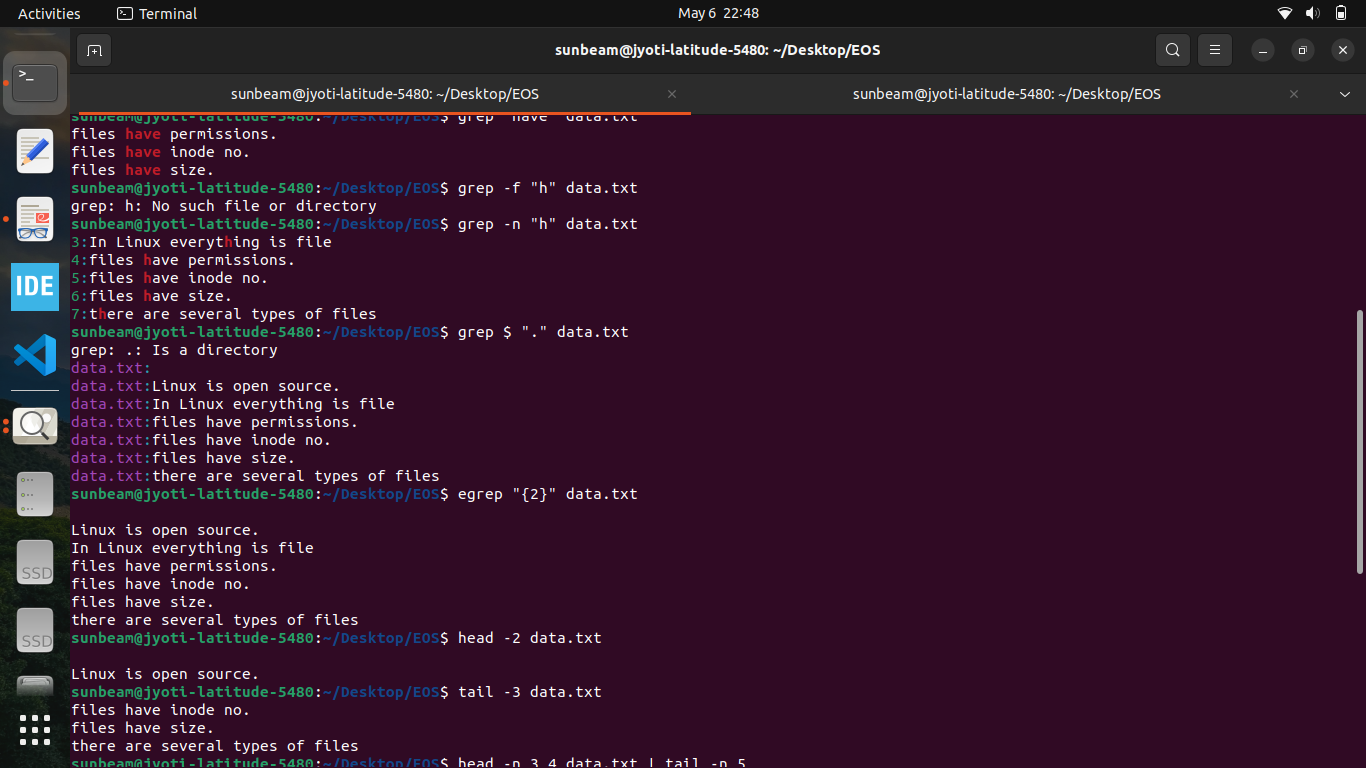 Activities
Terminal
May 6 22:48
sunbeam@jyoti-latitude-5480: ~/Desktop/EOS
sunbeam@jyoti-latitude-5480: ~/Desktop/EOS
sunbeam@jyoti-latitude-5480: ~/Desktop/EOS
sunbeam@jyoti-latitude-5480:~/Desktop/EOS$ grep "have" data.txt
files have permissions.
files have inode no.
files have size.
sunbeam@jyoti-latitude-5480:~/Desktop/EOS$ grep -f "h" data.txt
grep: h: No such file or directory
sunbeam@jyoti-latitude-5480:~/Desktop/EOS$ grep -n "h" data.txt
3:In Linux everything is file
4:files have permissions.
5:files have inode no.
6:files have size.
7:there are several types of files
sunbeam@jyoti-latitude-5480:~/Desktop/EOS$ grep $ "." data.txt
grep: .: Is a directory
data.txt:
data.txt:Linux is open source.
data.txt:In Linux everything is file
data.txt:files have permissions.
data.txt:files have inode no.
data.txt:files have size.
data.txt:there are several types of files
sunbeam@jyoti-latitude-5480:~/Desktop/EOS$ egrep "{2}" data.txt
Linux is open source.
In Linux everything is file
files have permissions.
files have inode no.
files have size.
there are several types of files
sunbeam@jyoti-latitude-5480:~/Desktop/EOS$ head -2 data.txt
Linux is open source.
sunbeam@jyoti-latitude-5480:~/Desktop/EOS$ tail -3 data.txt
files have inode no.
files have size.
there are several types of files
sunbeam@jyoti-latitude-5480:~/Desktop/EOS$ head -n 3,4 data.txt | tail -n 5
>_
IDE
SSD
SSD